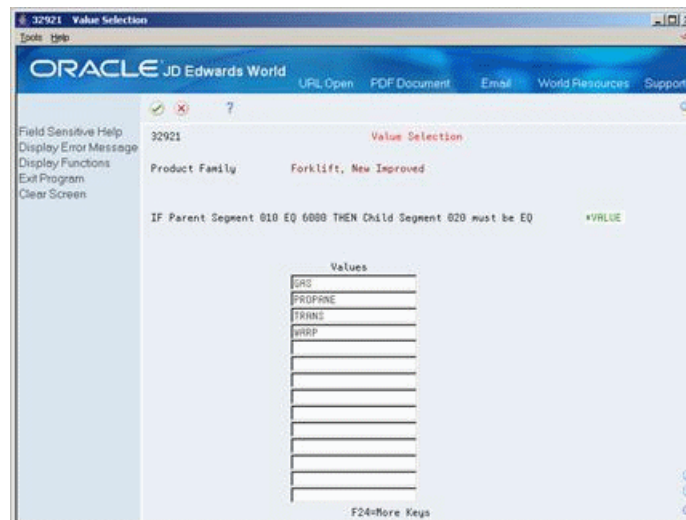 32921 Value Selection
Tools Help
ORACLE JD Edwards World
URL Open PDF Document Email World Resources Support
?
Field Sensitive Help
Display Error Message
Display Functions
Exit Program
Clear Screen
32921 Value Selection
Product Family Forklift, New Improved
IF Parent Segment 010 EQ 6000 THEN Child Segment 020 must be EQ *VALUE
Values
GAS
PROPANE
TRANS
WARP
F24=More Keys